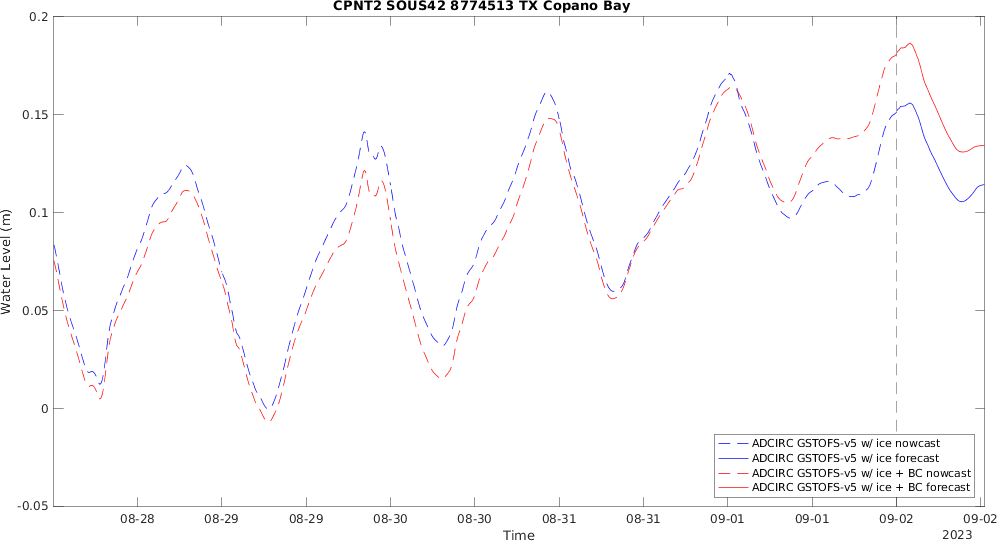 CPNT2 SOUS42 8774513 TX Copano Bay
0.2
0.15
0.1
0.05
0
-0.05
Water Level (m)
ADCIRC GSTOFS-v5 w/ ice nowcast
ADCIRC GSTOFS-v5 w/ ice forecast
ADCIRC GSTOFS-v5 w/ ice + BC nowcast
ADCIRC GSTOFS-v5 w/ ice + BC forecast
08-28 08-29 08-29 08-30 08-30 08-31 08-31 09-01 09-01 09-02 09-02
Time
2023